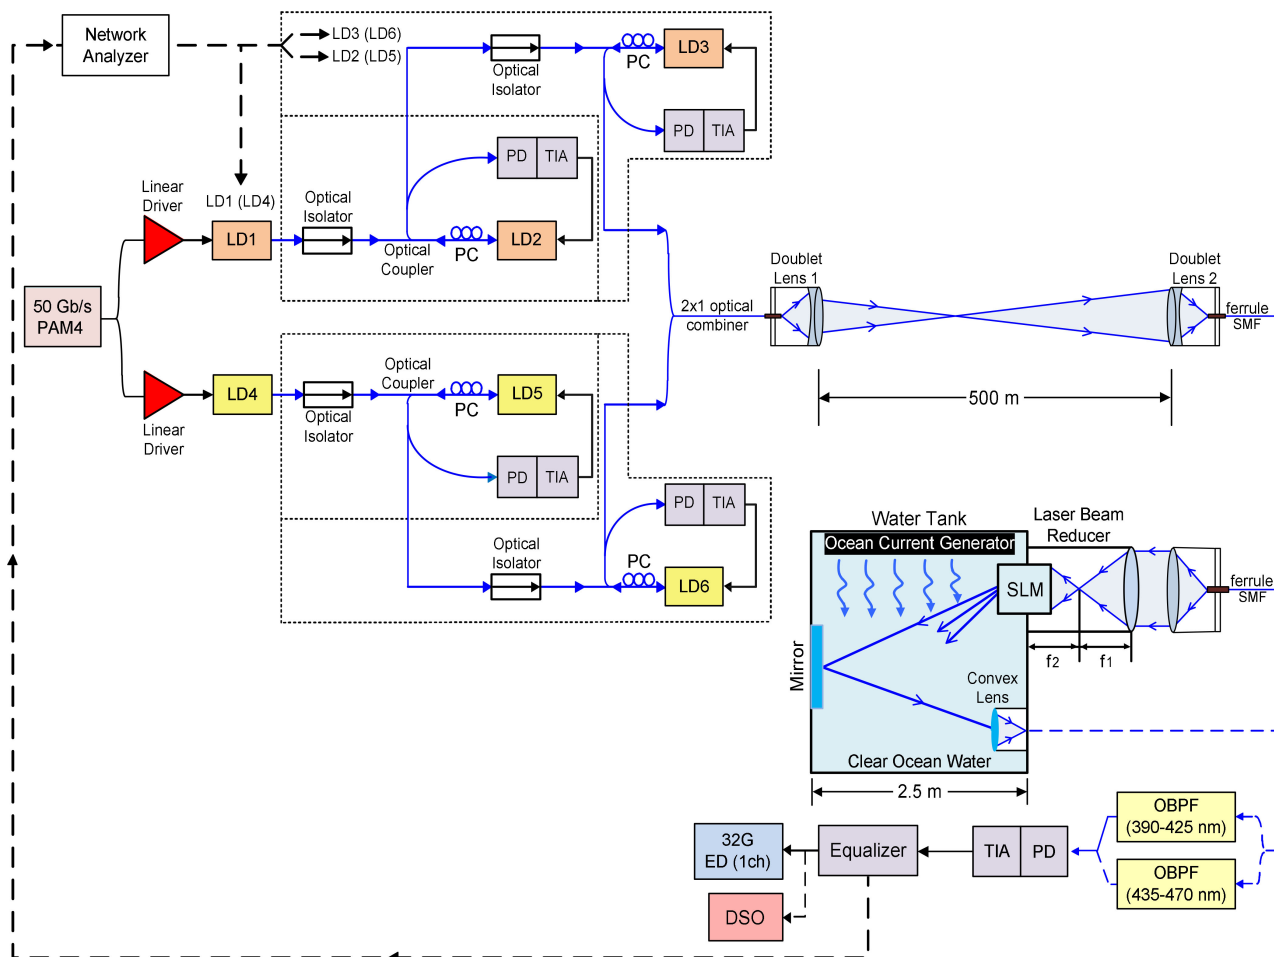 Network
Analyzer
LD3 (LD6)
LD2 (LD5)
Optical
Isolator
PC
LD3
PD
TIA
Linear
Driver
LD1 (LD4)
LD1
Optical
Isolator
PD
TIA
Optical
Coupler
PC
LD2
50 Gb/s
PAM4
2x1 optical
combiner
Doublet
Lens 1
Doublet
Lens 2
ferrule
SMF
500 m
LD4
Linear
Driver
Optical
Isolator
Optical
Coupler
PC
LD5
PD
TIA
Optical
Isolator
PD
TIA
PC
LD6
Water Tank
Ocean Current Generator
Laser Beam
Reducer
SLM
ferrule
SMF
f2
f1
Mirror
Convex
Lens
Clear Ocean Water
2.5 m
OBPF
(390-425 nm)
OBPF
(435-470 nm)
TIA
PD
Equalizer
32G
ED (1ch)
DSO